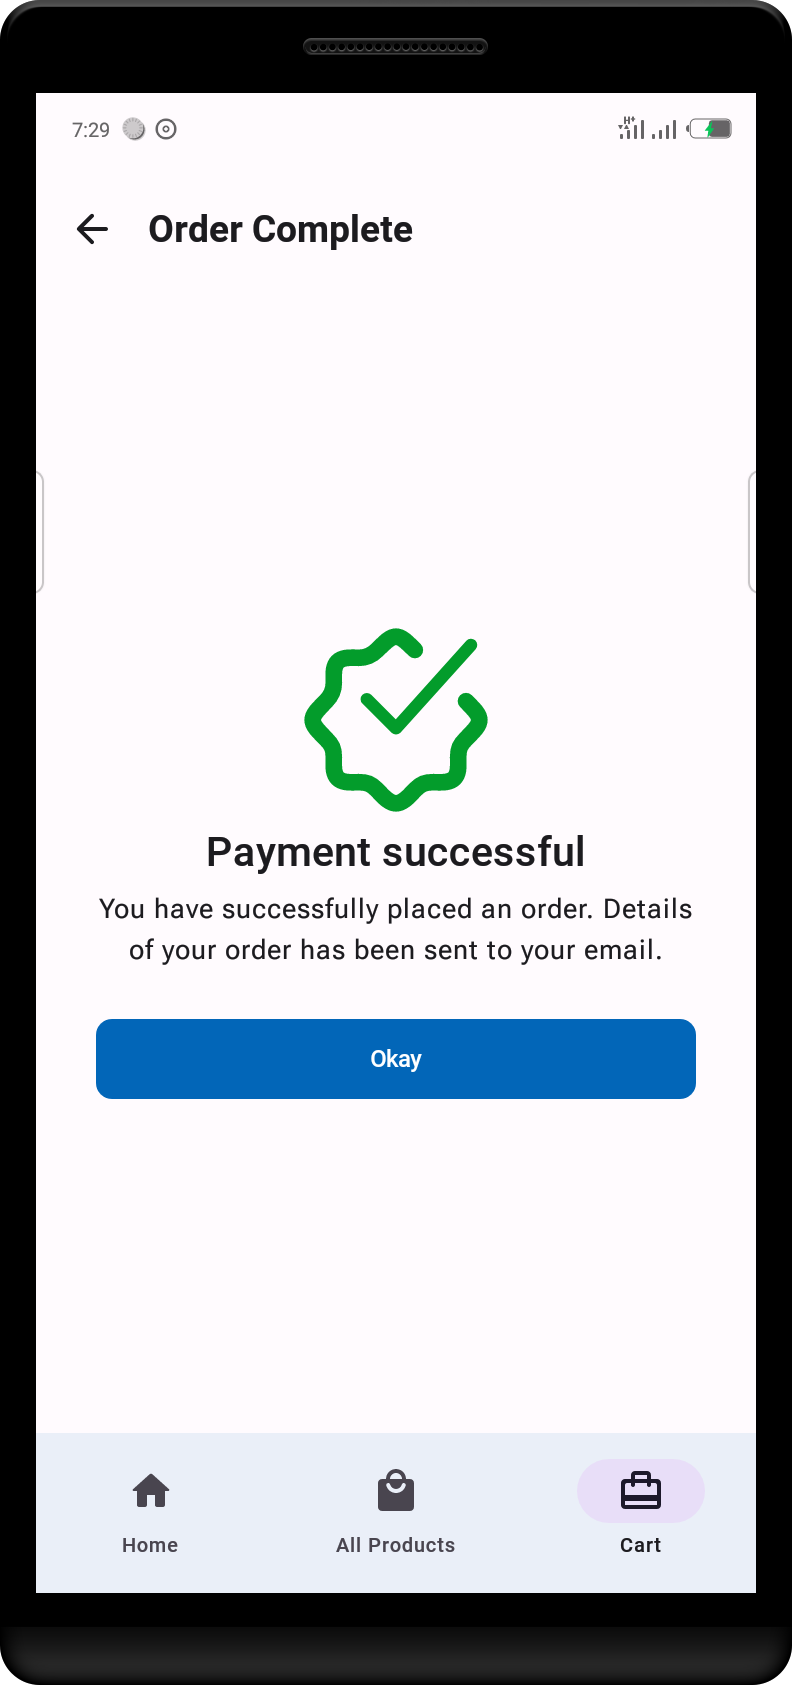 7:29
H+
Order Complete
Payment successful
You have successfully placed an order. Details
of your order has been sent to your email.
Okay
Home
All Products
Cart